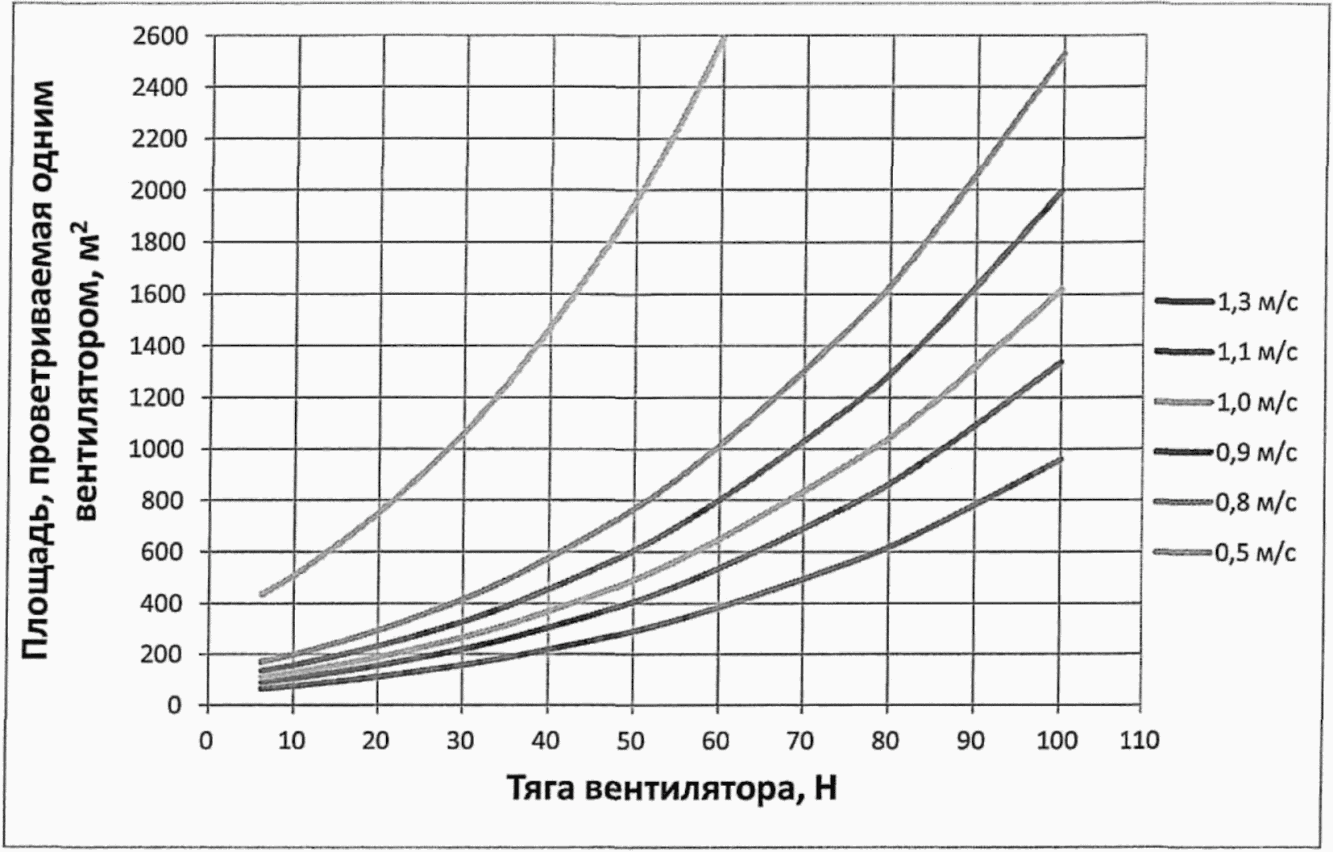 Площадь, проветриваемая одним
вентилятором, м²
2600
2400
2200
2000
1800
1600
1400
1200
1000
800
600
400
200
0
0 10 20 30 40 50 60 70 80 90 100 110
Тяга вентилятора, Н
1,3 м/с
1,1 м/с
1,0 м/с
0,9 м/с
0,8 м/с
0,5 м/с